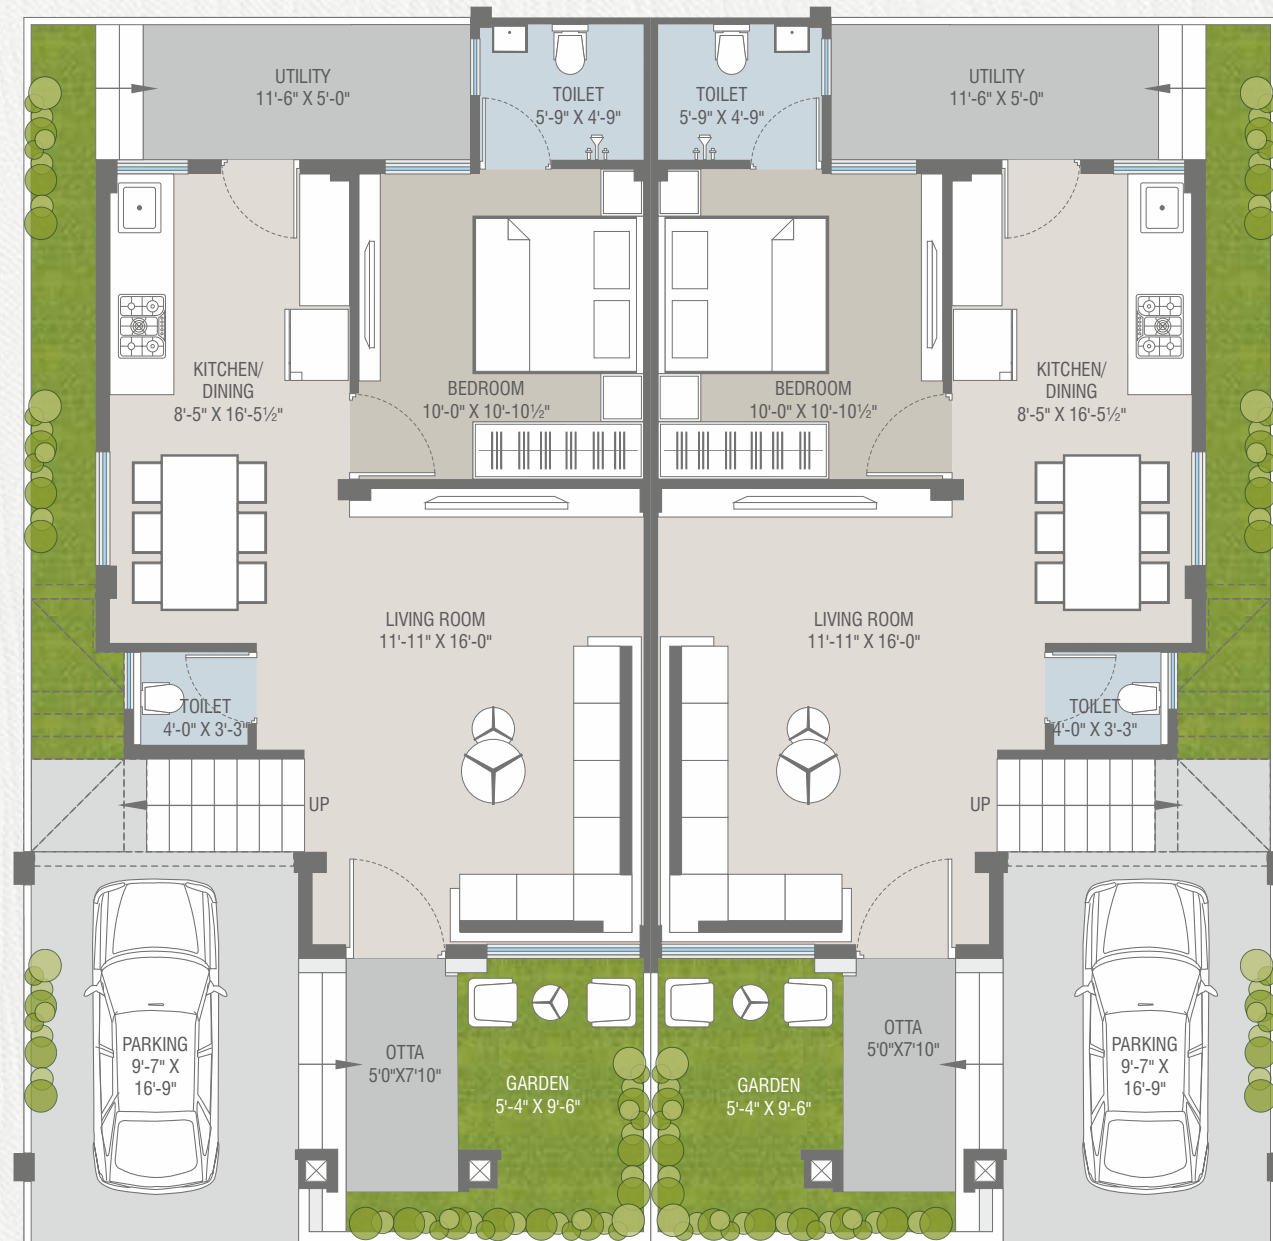 UTILITY
11'-6" X 5'-0"
TOILET
5'-9" X 4'-9"
TOILET
5'-9" X 4'-9"
UTILITY
11'-6" X 5'-0"
KITCHEN/
DINING
8'-5" X 16'-5½"
BEDROOM
10'-0" X 10'-10½"
BEDROOM
10'-0" X 10'-10½"
KITCHEN/
DINING
8'-5" X 16'-5½"
LIVING ROOM
11'-11" X 16'-0"
LIVING ROOM
11'-11" X 16'-0"
TOILET
4'-0" X 3'-3"
TOILET
4'-0" X 3'-3"
UP
UP
PARKING
9'-7" X
16'-9"
OTTA
5'0"X7'10"
GARDEN
5'-4" X 9'-6"
GARDEN
5'-4" X 9'-6"
OTTA
5'0"X7'10"
PARKING
9'-7" X
16'-9"